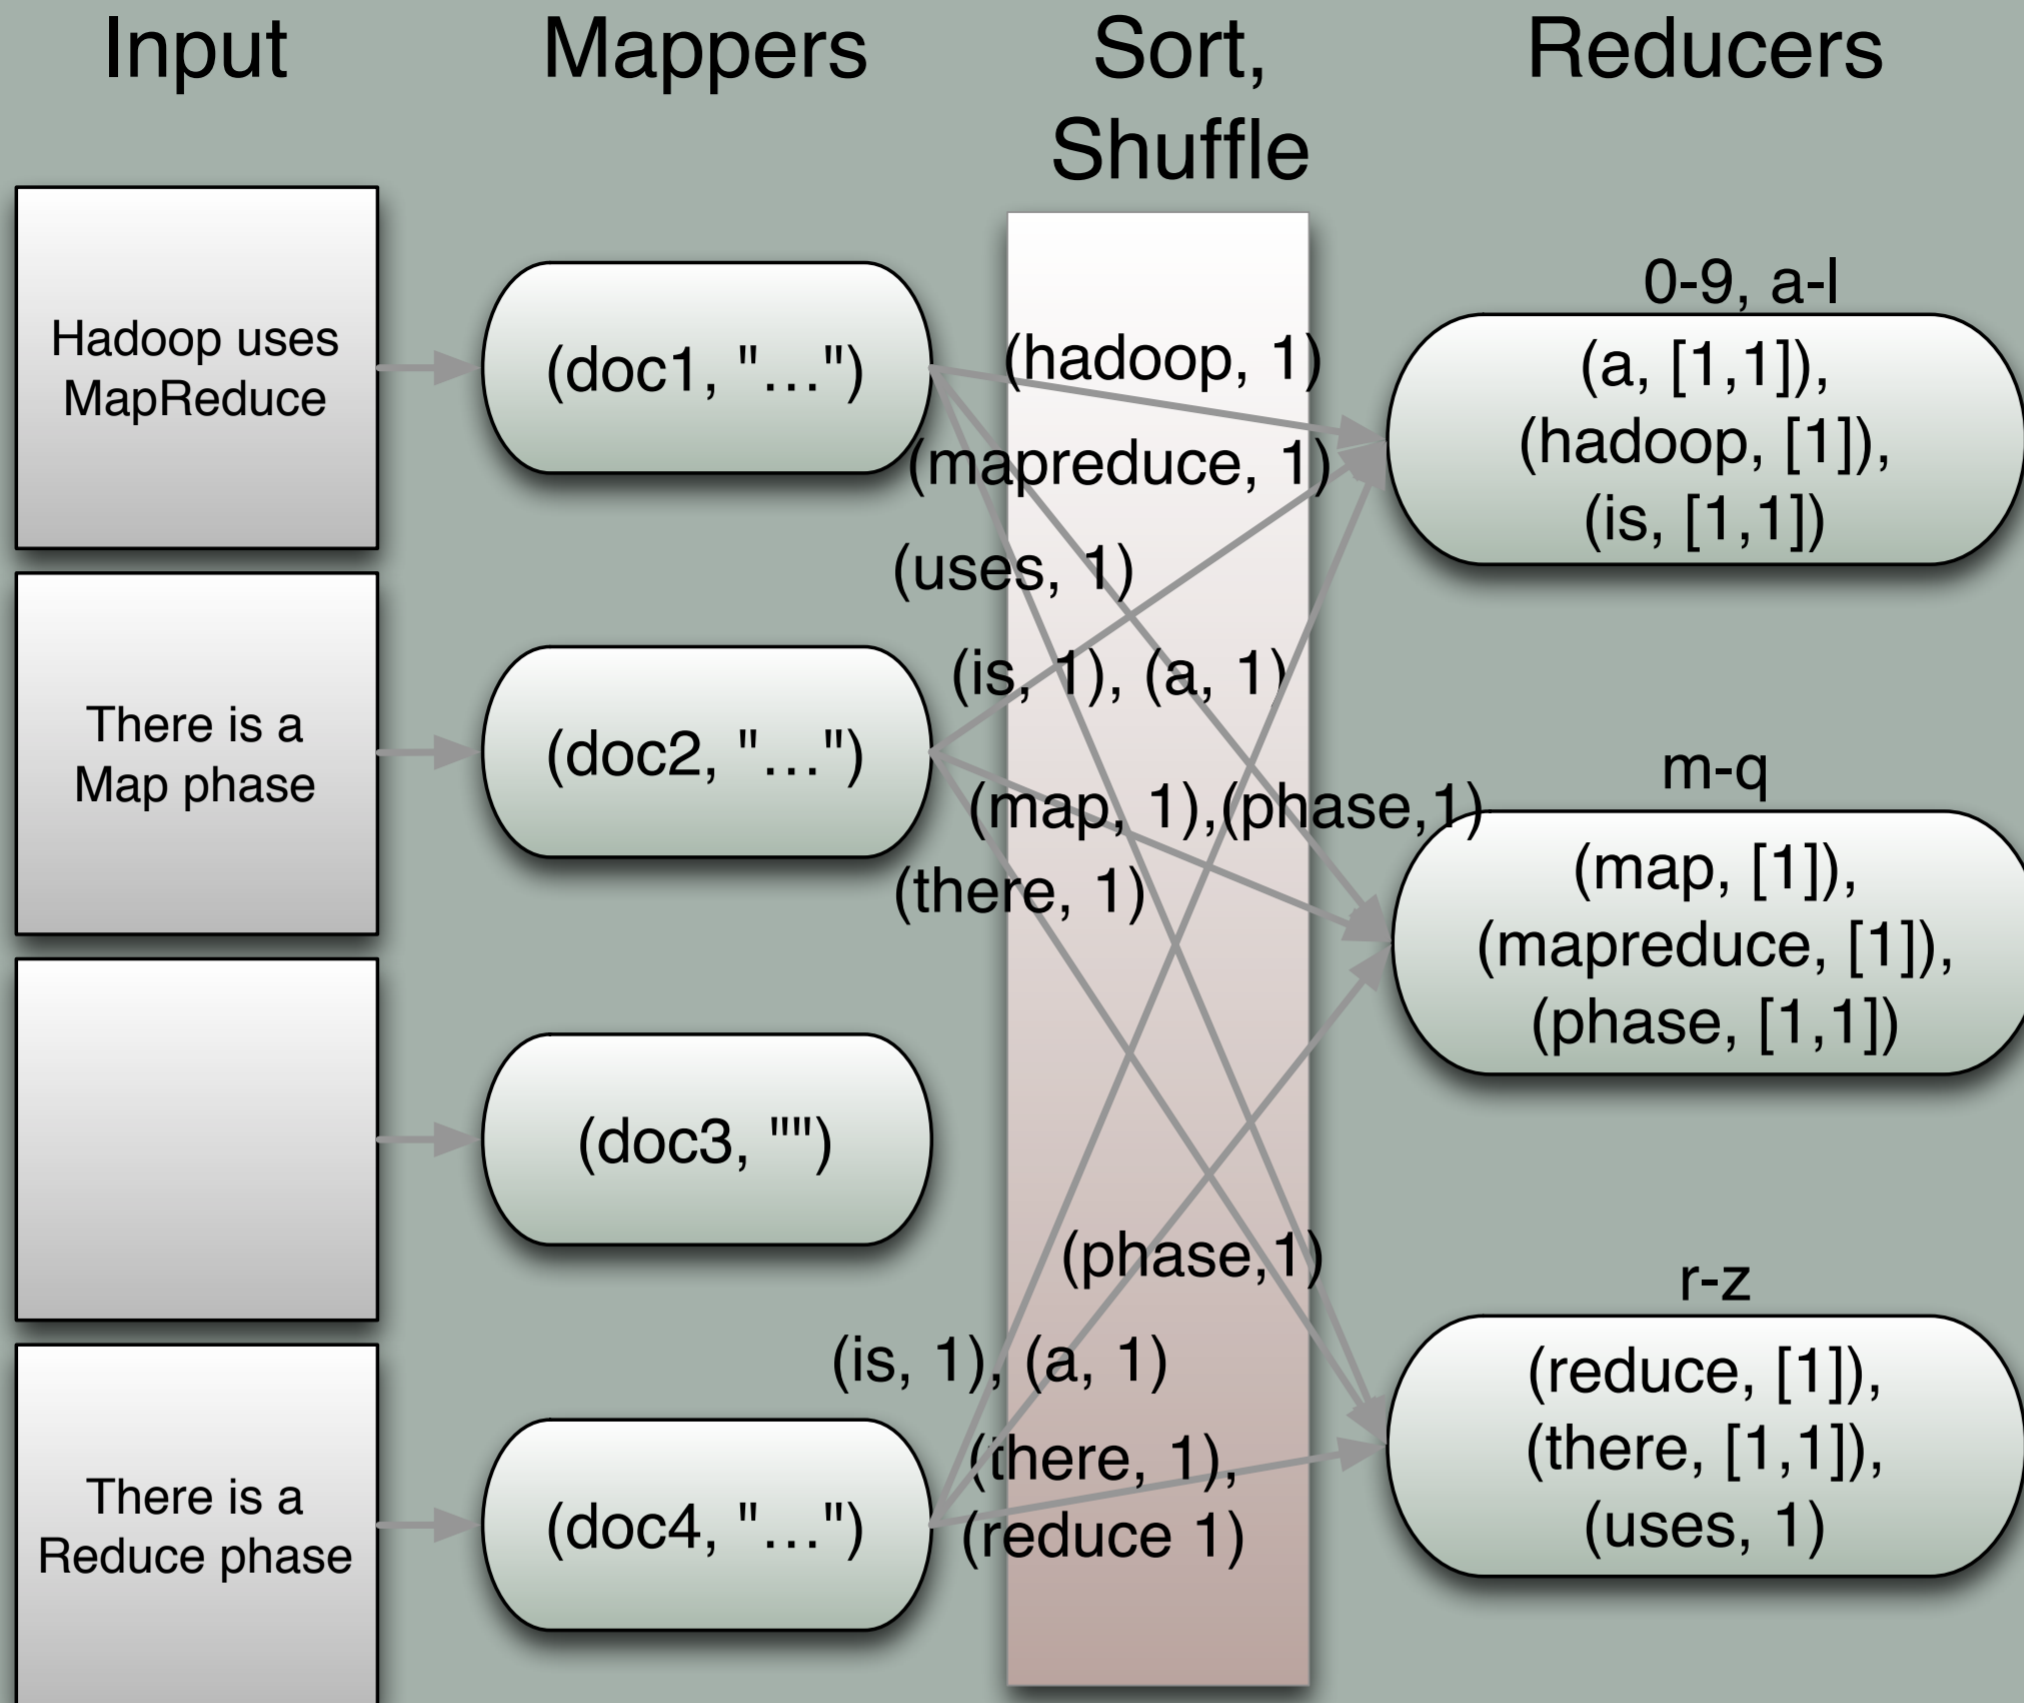 Input
Mappers
Sort,
Shuffle
Reducers
Hadoop uses
MapReduce
There is a
Map phase
There is a
Reduce phase
(doc1, "...")
(doc2, "...")
(doc3, "")
(doc4, "...")
(hadoop, 1)
(mapreduce, 1)
(uses, 1)
(is, 1), (a, 1)
(map, 1),(phase,1)
(there, 1)
(phase,1)
(is, 1), (a, 1)
(there, 1),
(reduce 1)
0-9, a-l
(a, [1,1]),
(hadoop, [1]),
(is, [1,1])
m-q
(map, [1]),
(mapreduce, [1]),
(phase, [1,1])
r-z
(reduce, [1]),
(there, [1,1]),
(uses, 1)